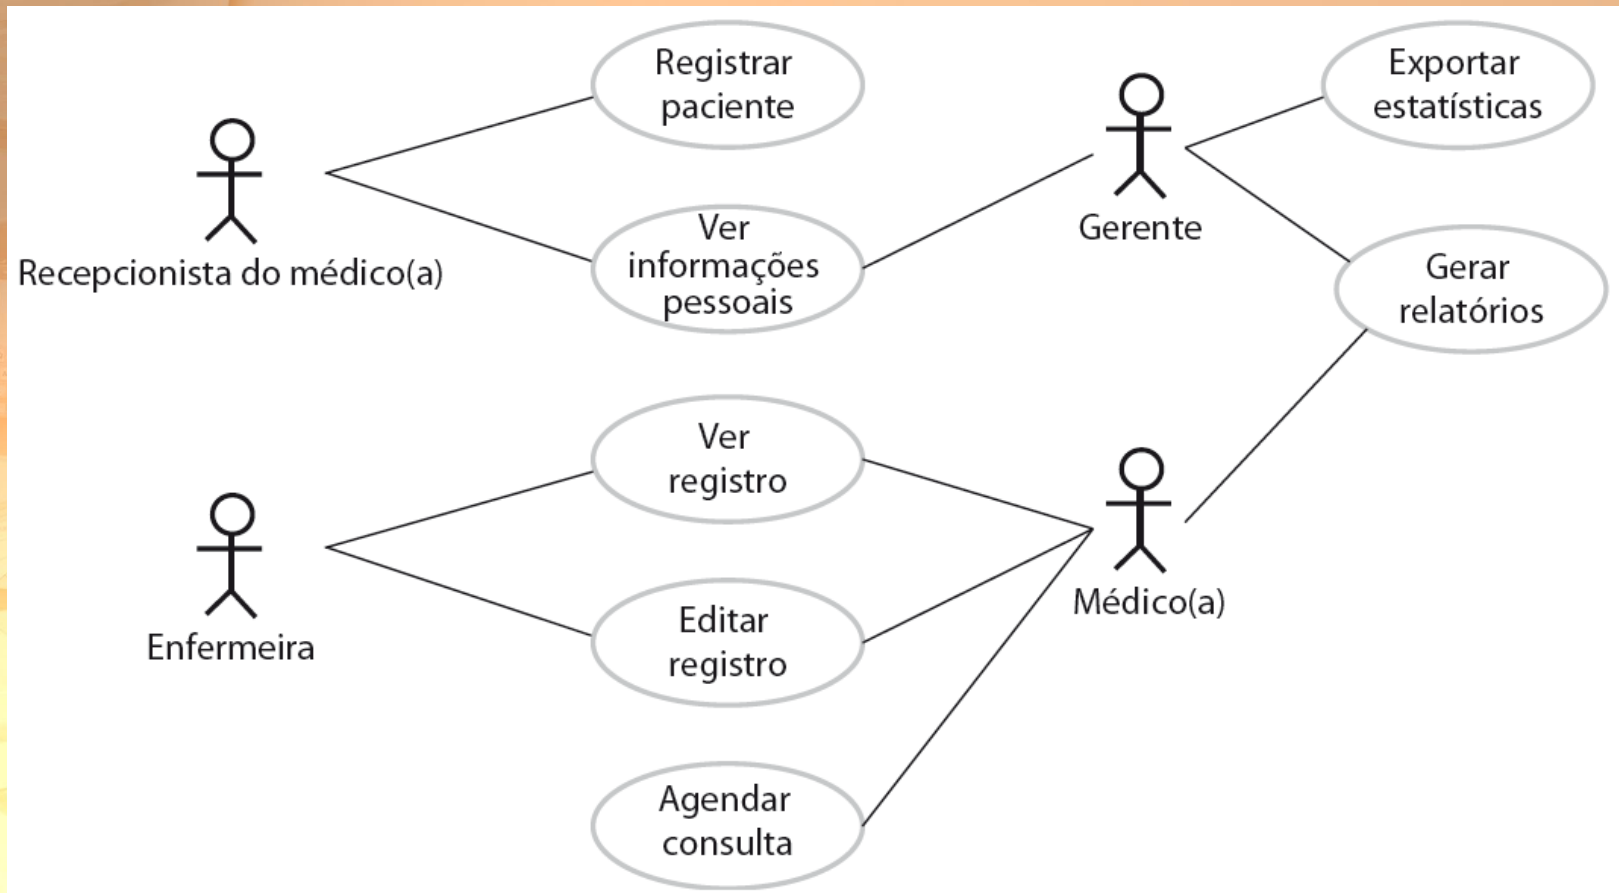 Registrar
paciente
Exportar
estatísticas
Gerente
Recepcionista do médico(a)
Ver
informações
pessoais
Gerar
relatórios
Ver
registro
Médico(a)
Enfermeira
Editar
registro
Agendar
consulta